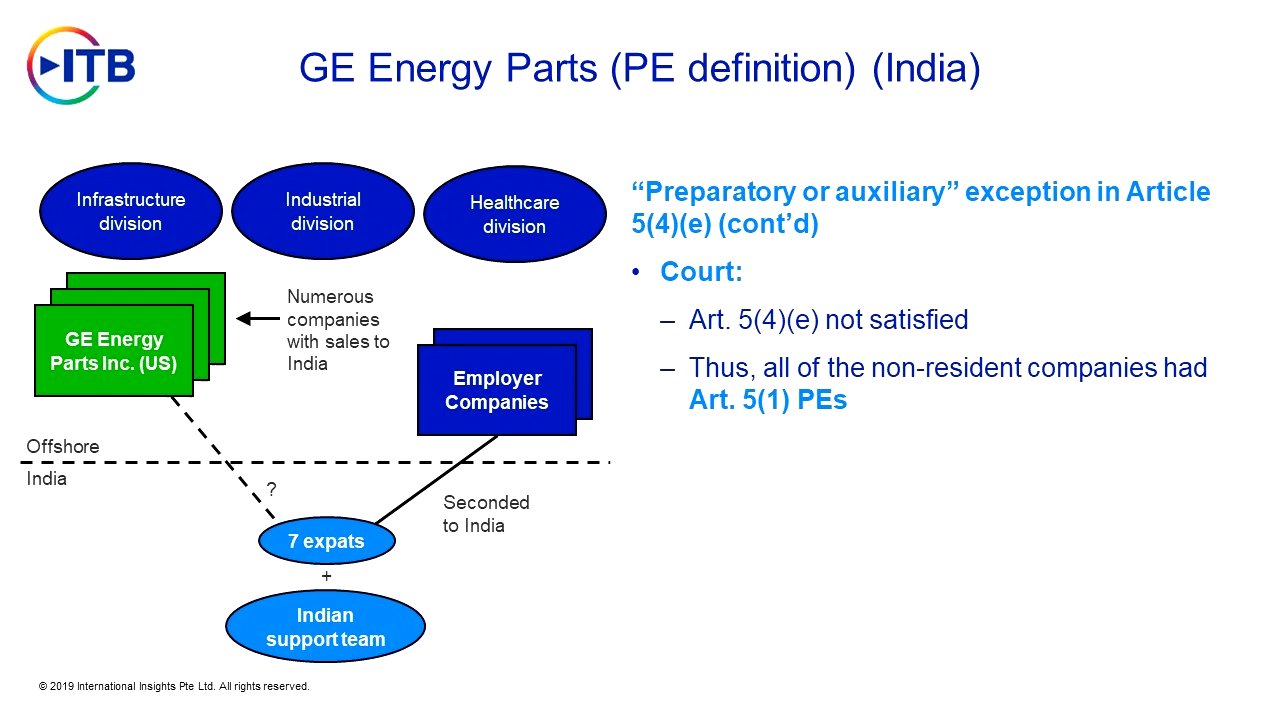 ITB
GE Energy Parts (PE definition) (India)
Infrastructure
division
Industrial
division
Healthcare
division
GE Energy
Parts Inc. (US)
Numerous
companies
with sales to
India
Employer
Companies
Offshore
India
?
Seconded
to India
7 expats
+
Indian
support team
“Preparatory or auxiliary” exception in Article
5(4)(e) (cont’d)
• Court:
– Art. 5(4)(e) not satisfied
– Thus, all of the non-resident companies had
Art. 5(1) PEs
© 2019 International Insights Pte Ltd. All rights reserved.